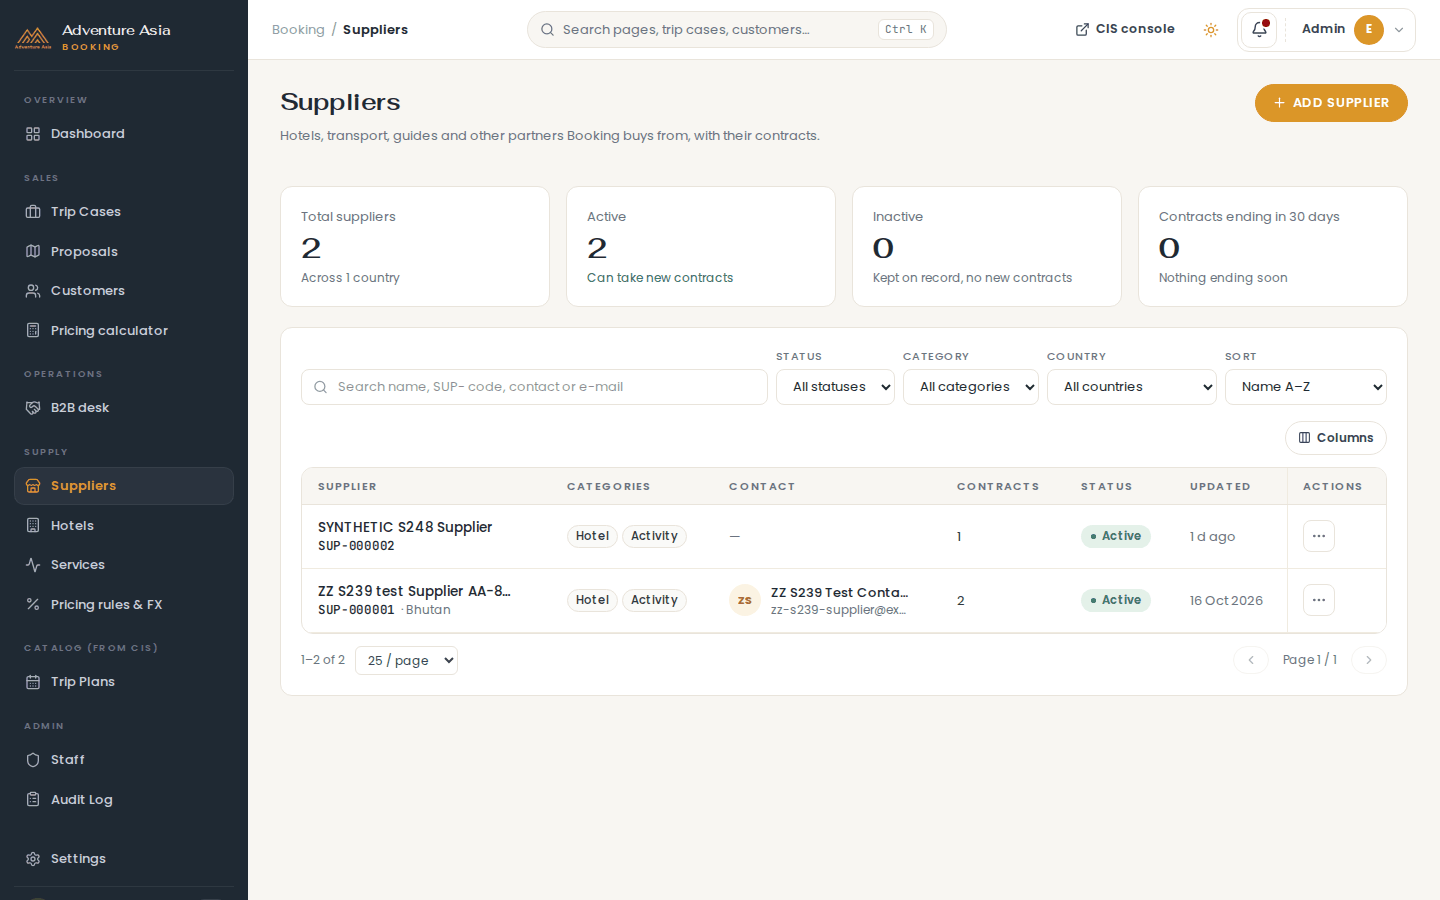 Adventure Asia
BOOKING
Adventure Asia
OVERVIEW
Dashboard
SALES
Trip Cases
Proposals
Customers
Pricing calculator
OPERATIONS
B2B desk
SUPPLY
Suppliers
Hotels
Services
Pricing rules & FX
CATALOG (FROM CIS)
Trip Plans
ADMIN
Staff
Audit Log
Settings
Booking / Suppliers
Search pages, trip cases, customers…
Ctrl K
CIS console
Admin
E
Suppliers
ADD SUPPLIER
Hotels, transport, guides and other partners Booking buys from, with their contracts.
Total suppliers
2
Across 1 country
Active
2
Can take new contracts
Inactive
0
Kept on record, no new contracts
Contracts ending in 30 days
0
Nothing ending soon
STATUS CATEGORY COUNTRY SORT
Search name, SUP- code, contact or e-mail
All statuses All categories All countries Name A–Z
Columns
SUPPLIER CATEGORIES CONTACT CONTRACTS STATUS UPDATED ACTIONS
SYNTHETIC S248 Supplier
SUP-000002
Hotel Activity — 1 Active 1 d ago
ZZ S239 test Supplier AA-8…
SUP-000001 · Bhutan
Hotel Activity
ZS
ZZ S239 Test Conta…
zz-s239-supplier@ex…
2 Active 16 Oct 2026
1–2 of 2 25 / page Page 1 / 1